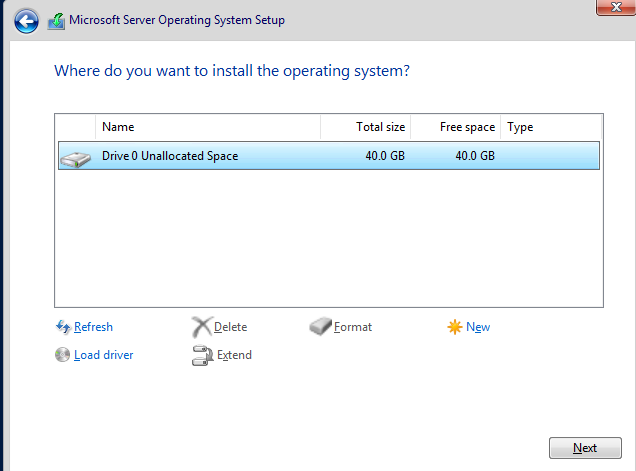 Microsoft Server Operating System Setup
Where do you want to install the operating system?
Name Total size Free space Type
Drive 0 Unallocated Space 40.0 GB 40.0 GB
Refresh Delete Format New
Load driver Extend
Next